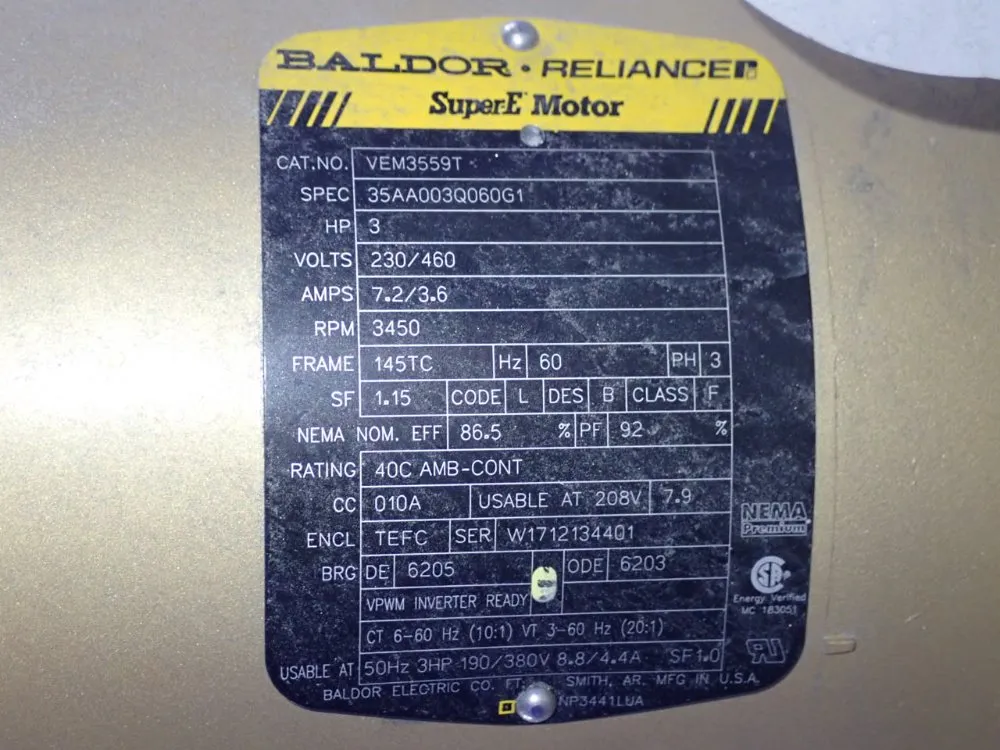 BALDOR • RELIANCE
Super-E Motor
CAT.NO. VEM3559T
SPEC 35AA003Q060G1
HP 3
VOLTS 230/460
AMPS 7.2/3.6
RPM 3450
FRAME 145TC Hz 60 PH 3
SF 1.15 CODE L DES B CLASS F
NEMA NOM. EFF 86.5 % PF 92 %
RATING 40C AMB-CONT
CC 010A USABLE AT 208V 7.9
ENCL TEFC SER W1712134401
NEMA
Premium
BRG DE 6205 ODE 6203
SA
Energy Verified
MC 183051
VPWM INVERTER READY
CT 6-60 Hz (10:1) VT 3-60 Hz (20:1)
USABLE AT 50Hz 3HP 190/380V 8.8/4.4A SF1.0
BALDOR ELECTRIC CO. FT. SMITH, AR. MFG IN U.S.A.
NP3441LUA